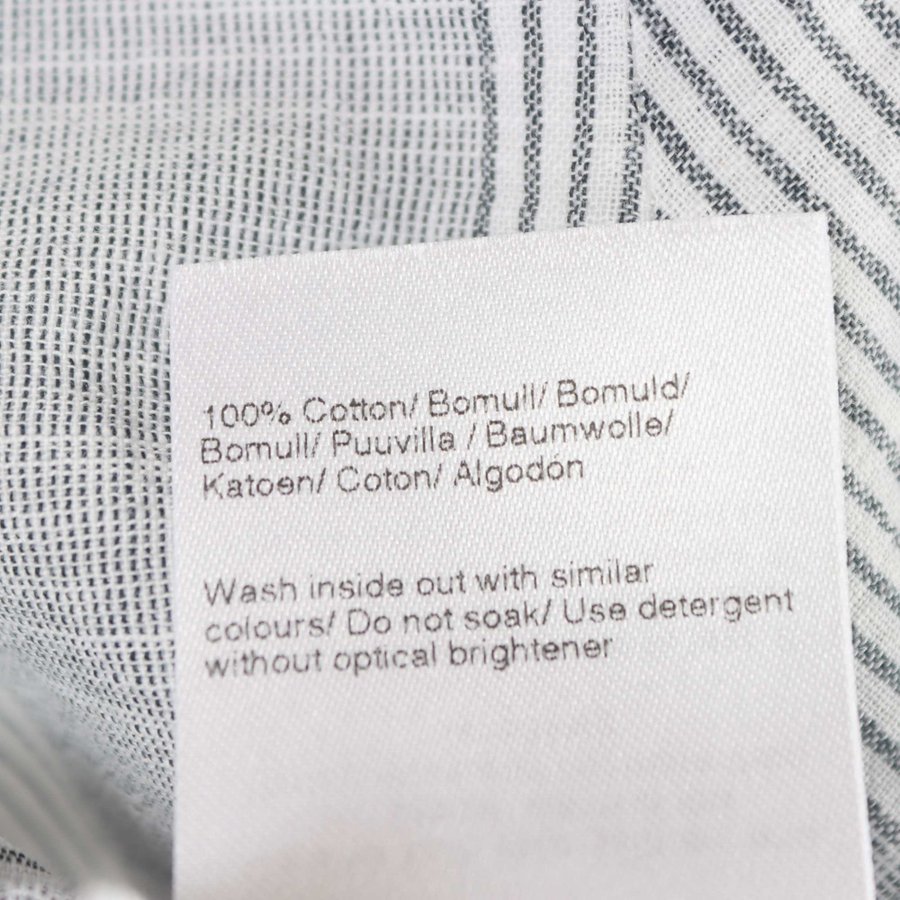 100% Cotton/ Bomull/ Bomuld/
Bomull/ Puuvilla / Baumwolle/
Katoen/ Coton/ Algodón
Wash inside out with similar
colours/ Do not soak/ Use detergent
without optical brightener